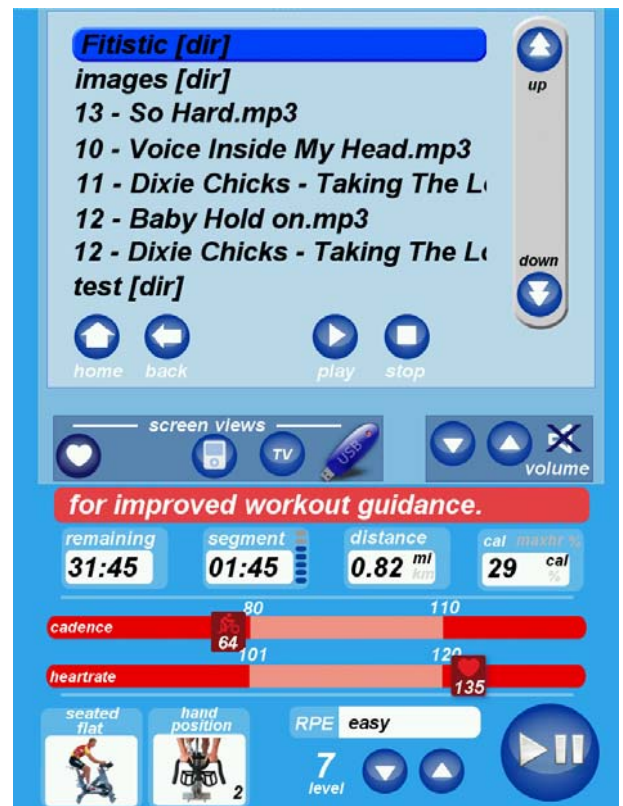 Fitistic [dir]
images [dir]
13 - So Hard.mp3
10 - Voice Inside My Head.mp3
11 - Dixie Chicks - Taking The L
12 - Baby Hold on.mp3
12 - Dixie Chicks - Taking The L
test [dir]
up
down
home back play stop
screen views
TV USB
volume
for improved workout guidance.
remaining segment distance cal maxhr %
31:45 01:45 0.82 mi km 29 cal %
80 110
cadence
64
101 120
heartrate
135
seated flat
hand position
2
RPE easy
7
level